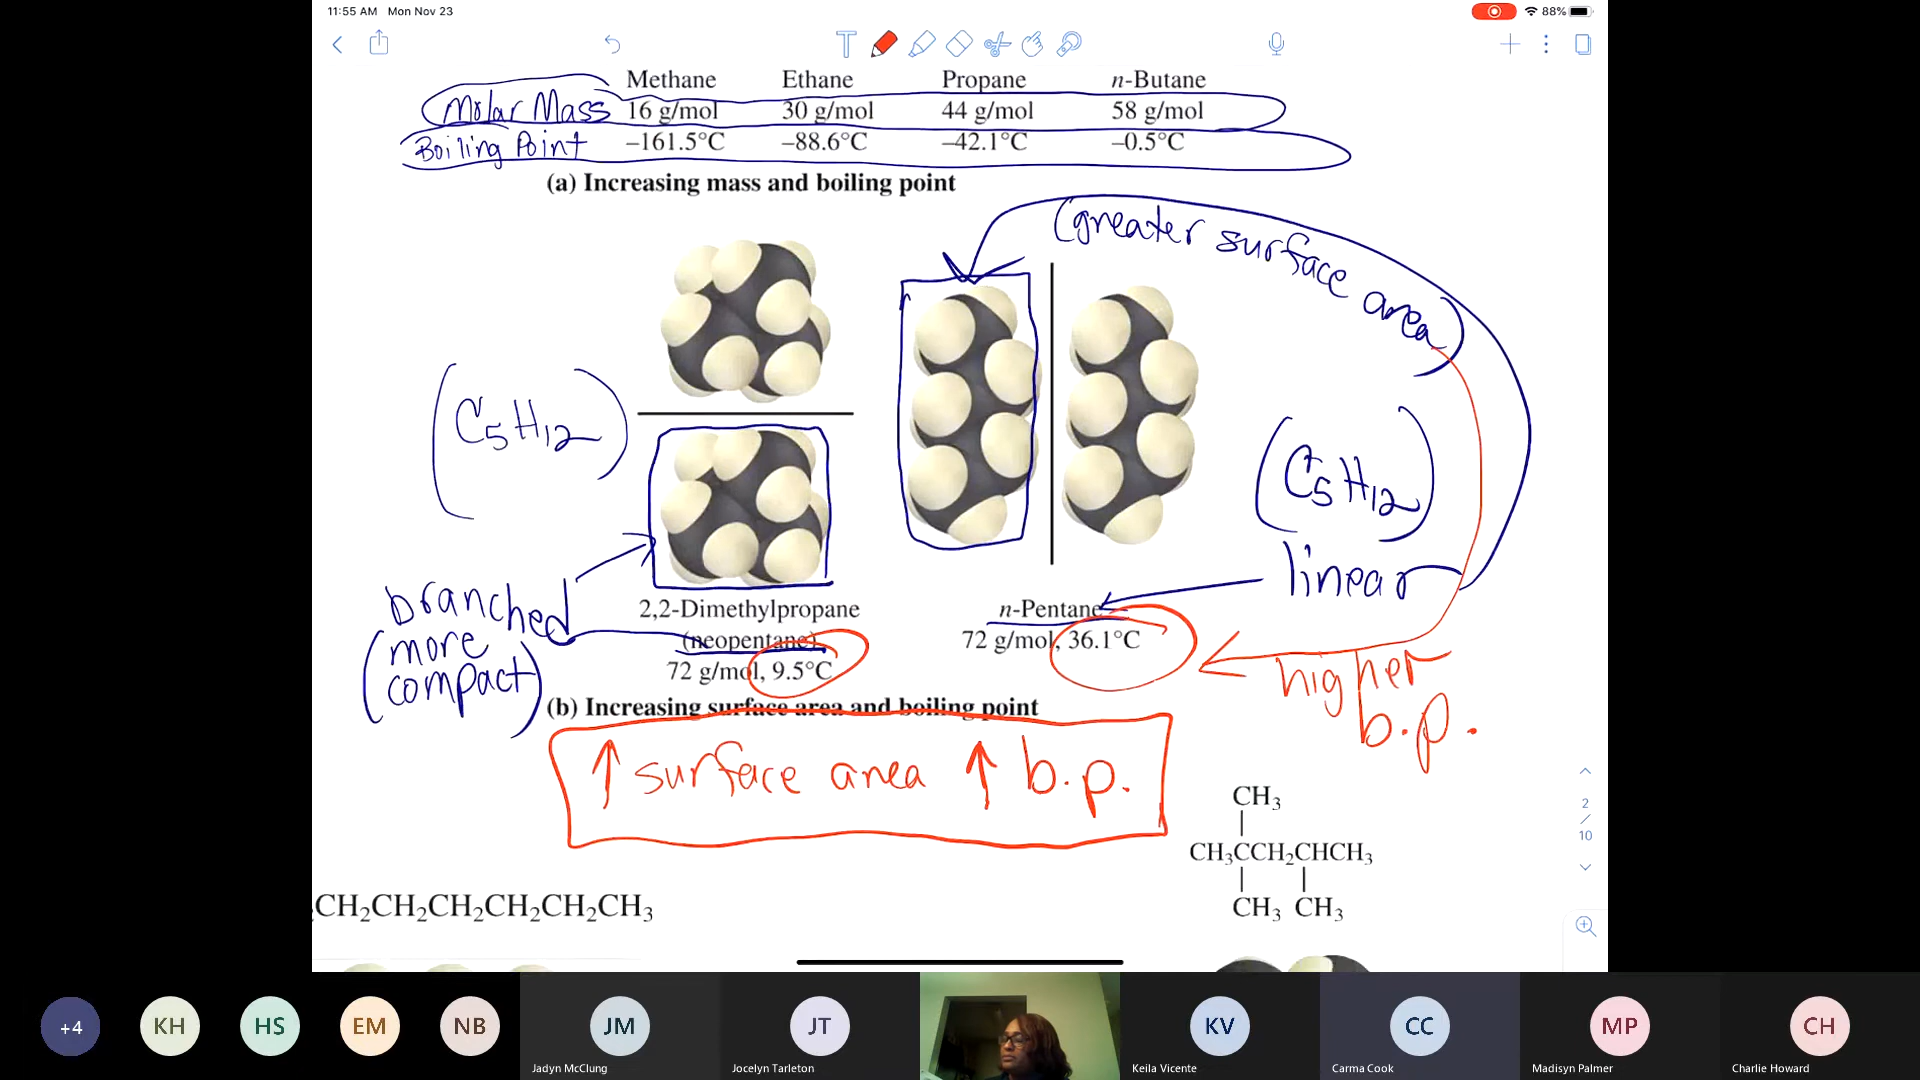 11:55 AM Mon Nov 23
88%
Methane Ethane Propane n-Butane
Molar Mass 16 g/mol 30 g/mol 44 g/mol 58 g/mol
Boiling Point –161.5°C –88.6°C –42.1°C –0.5°C
(a) Increasing mass and boiling point
(greater surface area)
(C5H12)
(C5H12)
linear
branched
(more
compact)
2,2-Dimethylpropane
(neopentane)
72 g/mol, 9.5°C
n-Pentane
72 g/mol, 36.1°C
higher
b.p.
(b) Increasing surface area and boiling point
↑ surface area ↑ b.p.
CH3
CH3CCH2CHCH3
CH3 CH3
CH2CH2CH2CH2CH2CH3
2
/
10
+4 KH HS EM NB JM JT KV CC MP CH
Jadyn McClung Jocelyn Tarleton Keila Vicente Carma Cook Madisyn Palmer Charlie Howard